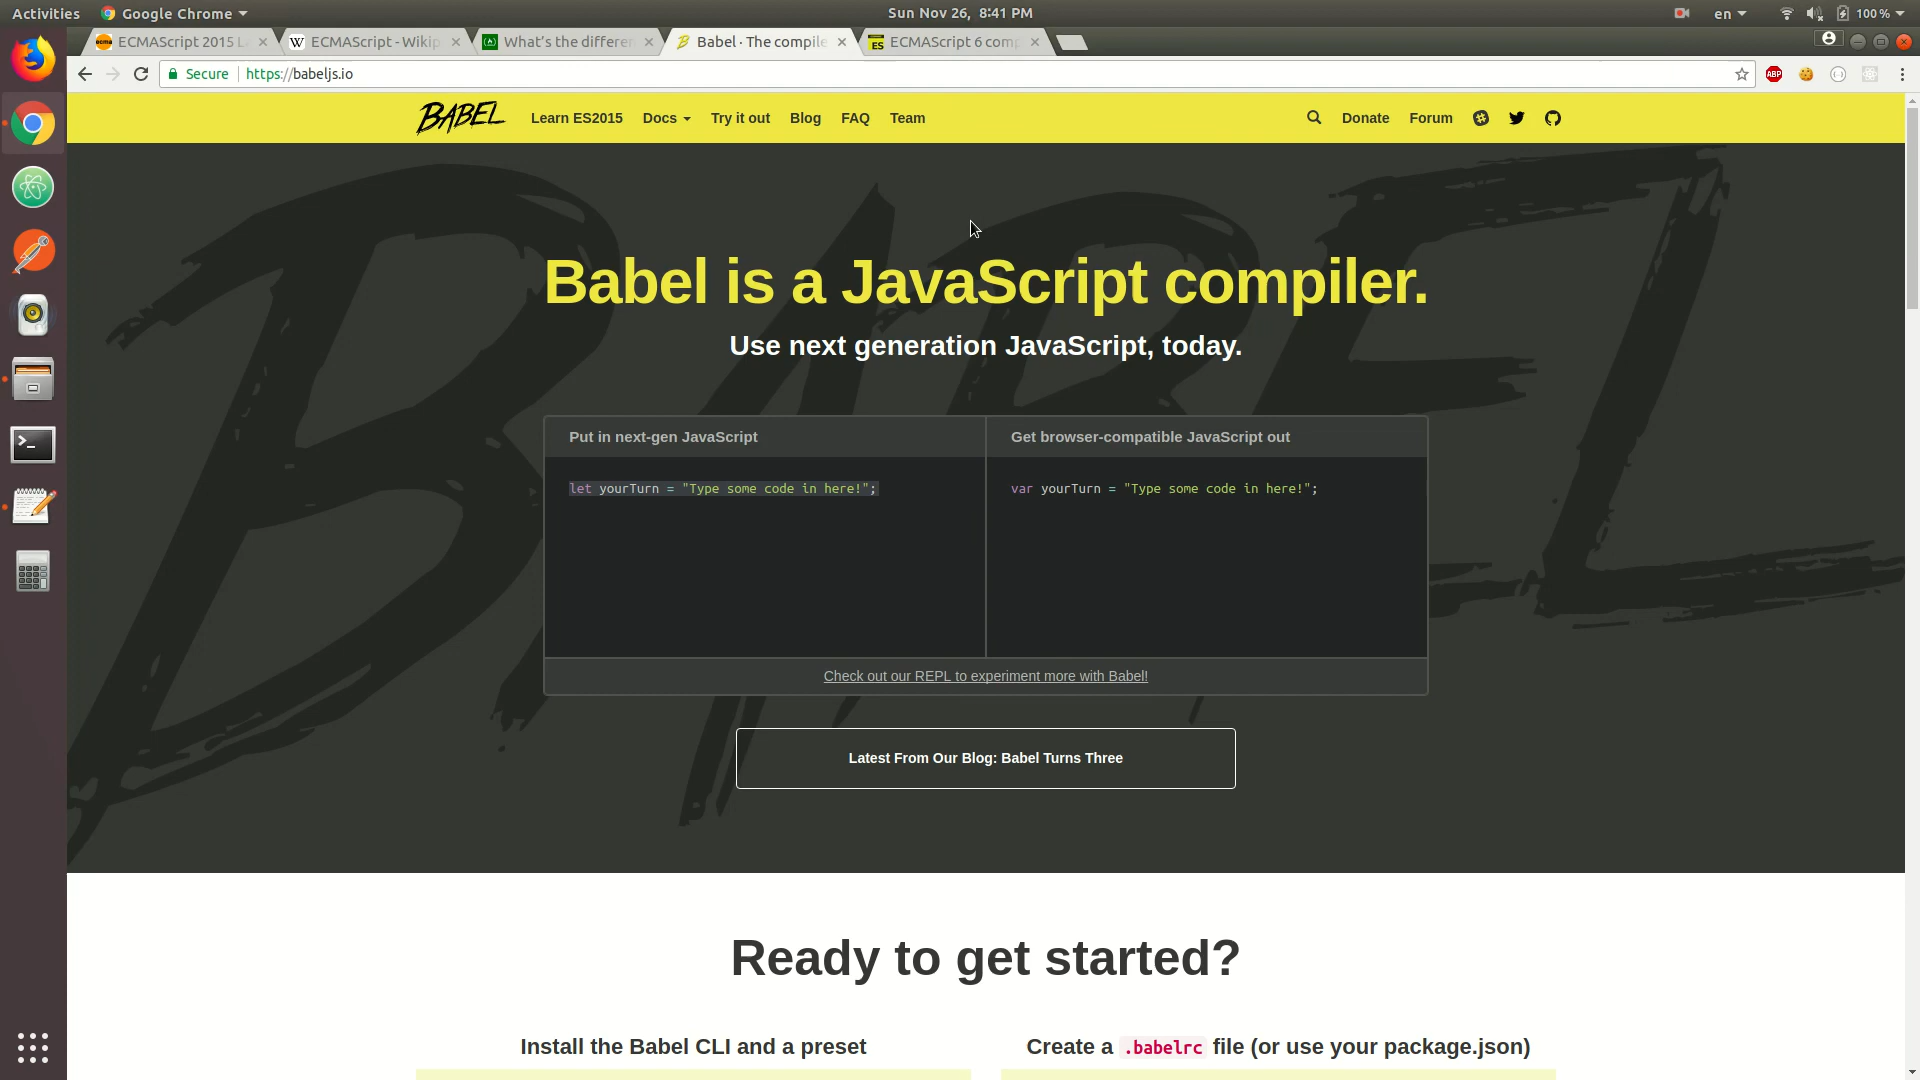 Activities Google Chrome Sun Nov 26, 8:41 PM en 100 %
ECMAScript 2015 L ECMAScript - Wikip What's the differen Babel · The compile ECMAScript 6 comp
Secure https://babeljs.io ABP
BABEL Learn ES2015 Docs Try it out Blog FAQ Team Donate Forum
BABEL
Babel is a JavaScript compiler.
Use next generation JavaScript, today.
Put in next-gen JavaScript Get browser-compatible JavaScript out
let yourTurn = "Type some code in here!"; var yourTurn = "Type some code in here!";
Check out our REPL to experiment more with Babel!
Latest From Our Blog: Babel Turns Three
Ready to get started?
Install the Babel CLI and a preset Create a .babelrc file (or use your package.json)